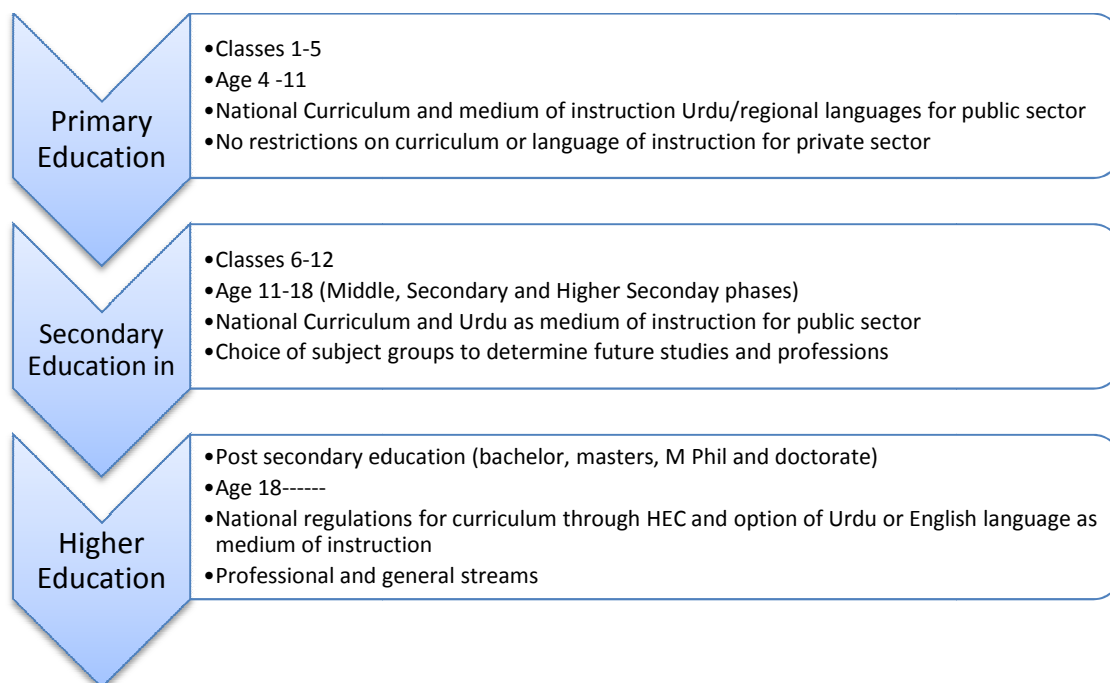 Primary
Education
•Classes 1-5
•Age 4 -11
•National Curriculum and medium of instruction Urdu/regional languages for public sector
•No restrictions on curriculum or language of instruction for private sector
Secondary
Education in
•Classes 6-12
•Age 11-18 (Middle, Secondary and Higher Seconday phases)
•National Curriculum and Urdu as medium of instruction for public sector
•Choice of subject groups to determine future studies and professions
Higher
Education
•Post secondary education (bachelor, masters, M Phil and doctorate)
•Age 18------
•National regulations for curriculum through HEC and option of Urdu or English language as
medium of instruction
•Professional and general streams